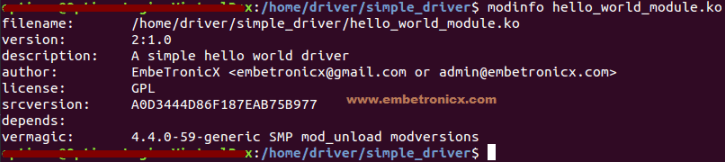 :/home/driver/simple_driver$ modinfo hello_world_module.ko
filename: /home/driver/simple_driver/hello_world_module.ko
version: 2:1.0
description: A simple hello world driver
author: EmbeTronicX <embetronicx@gmail.com or admin@embetronicx.com>
license: GPL
srcversion: A0D3444D86F187EAB75B977
www.embetronicx.com
depends:
vermagic: 4.4.0-59-generic SMP mod_unload modversions
:/home/driver/simple_driver$